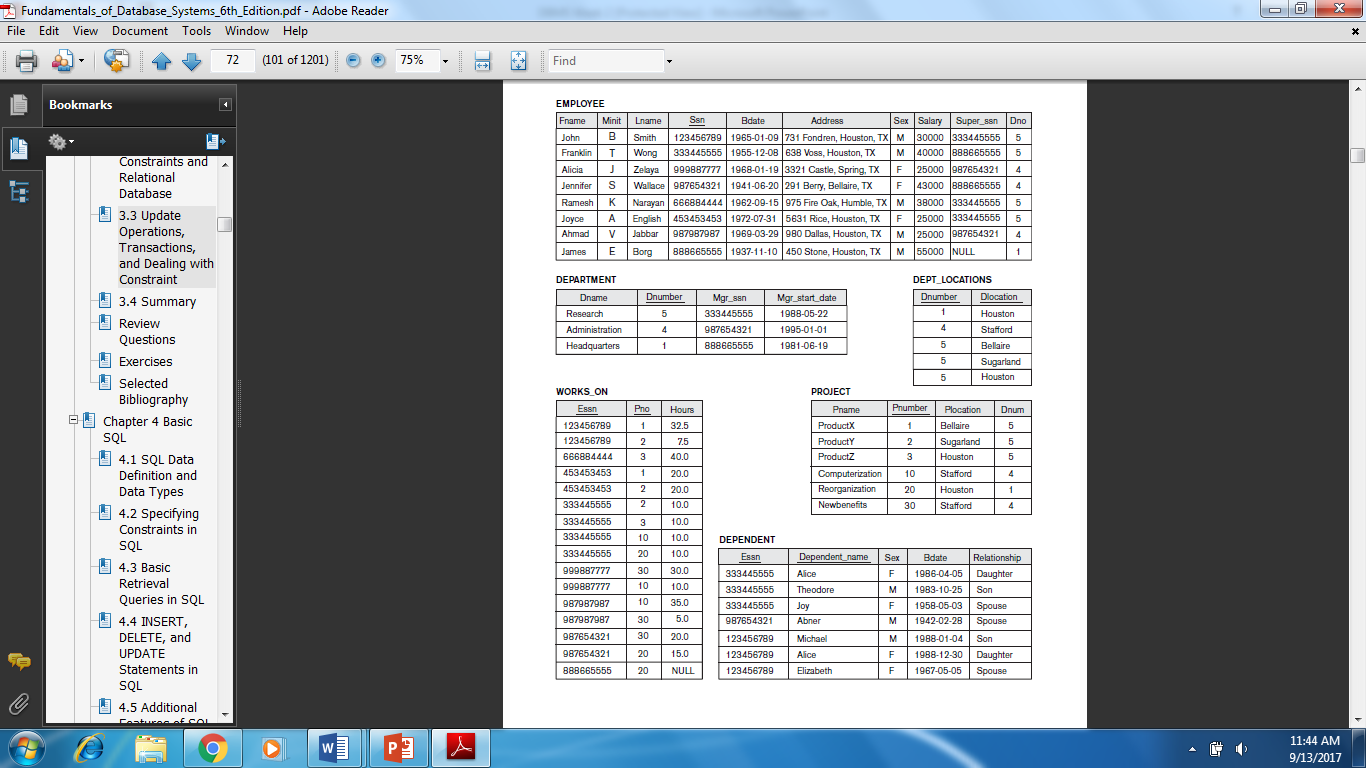 Fundamentals_of_Database_Systems_6th_Edition.pdf - Adobe Reader
File Edit View Document Tools Window Help
72 (101 of 1201) 75% Find
Bookmarks
Constraints and
Relational
Database
3.3 Update
Operations,
Transactions,
and Dealing with
Constraint
3.4 Summary
Review
Questions
Exercises
Selected
Bibliography
Chapter 4 Basic
SQL
4.1 SQL Data
Definition and
Data Types
4.2 Specifying
Constraints in
SQL
4.3 Basic
Retrieval
Queries in SQL
4.4 INSERT,
DELETE, and
UPDATE
Statements in
SQL
4.5 Additional
Features of SQL
EMPLOYEE
Fname Minit Lname Ssn Bdate Address Sex Salary Super_ssn Dno
John B Smith 123456789 1965-01-09 731 Fondren, Houston, TX M 30000 333445555 5
Franklin T Wong 333445555 1955-12-08 638 Voss, Houston, TX M 40000 888665555 5
Alicia J Zelaya 999887777 1968-01-19 3321 Castle, Spring, TX F 25000 987654321 4
Jennifer S Wallace 987654321 1941-06-20 291 Berry, Bellaire, TX F 43000 888665555 4
Ramesh K Narayan 666884444 1962-09-15 975 Fire Oak, Humble, TX M 38000 333445555 5
Joyce A English 453453453 1972-07-31 5631 Rice, Houston, TX F 25000 333445555 5
Ahmad V Jabbar 987987987 1969-03-29 980 Dallas, Houston, TX M 25000 987654321 4
James E Borg 888665555 1937-11-10 450 Stone, Houston, TX M 55000 NULL 1
DEPARTMENT
Dname Dnumber Mgr_ssn Mgr_start_date
Research 5 333445555 1988-05-22
Administration 4 987654321 1995-01-01
Headquarters 1 888665555 1981-06-19
DEPT_LOCATIONS
Dnumber Dlocation
1 Houston
4 Stafford
5 Bellaire
5 Sugarland
5 Houston
WORKS_ON
Essn Pno Hours
123456789 1 32.5
123456789 2 7.5
666884444 3 40.0
453453453 1 20.0
453453453 2 20.0
333445555 2 10.0
333445555 3 10.0
333445555 10 10.0
333445555 20 10.0
999887777 30 30.0
999887777 10 10.0
987987987 10 35.0
987987987 30 5.0
987654321 30 20.0
987654321 20 15.0
888665555 20 NULL
PROJECT
Pname Pnumber Plocation Dnum
ProductX 1 Bellaire 5
ProductY 2 Sugarland 5
ProductZ 3 Houston 5
Computerization 10 Stafford 4
Reorganization 20 Houston 1
Newbenefits 30 Stafford 4
DEPENDENT
Essn Dependent_name Sex Bdate Relationship
333445555 Alice F 1986-04-05 Daughter
333445555 Theodore M 1983-10-25 Son
333445555 Joy F 1958-05-03 Spouse
987654321 Abner M 1942-02-28 Spouse
123456789 Michael M 1988-01-04 Son
123456789 Alice F 1988-12-30 Daughter
123456789 Elizabeth F 1967-05-05 Spouse
11:44 AM
9/13/2017